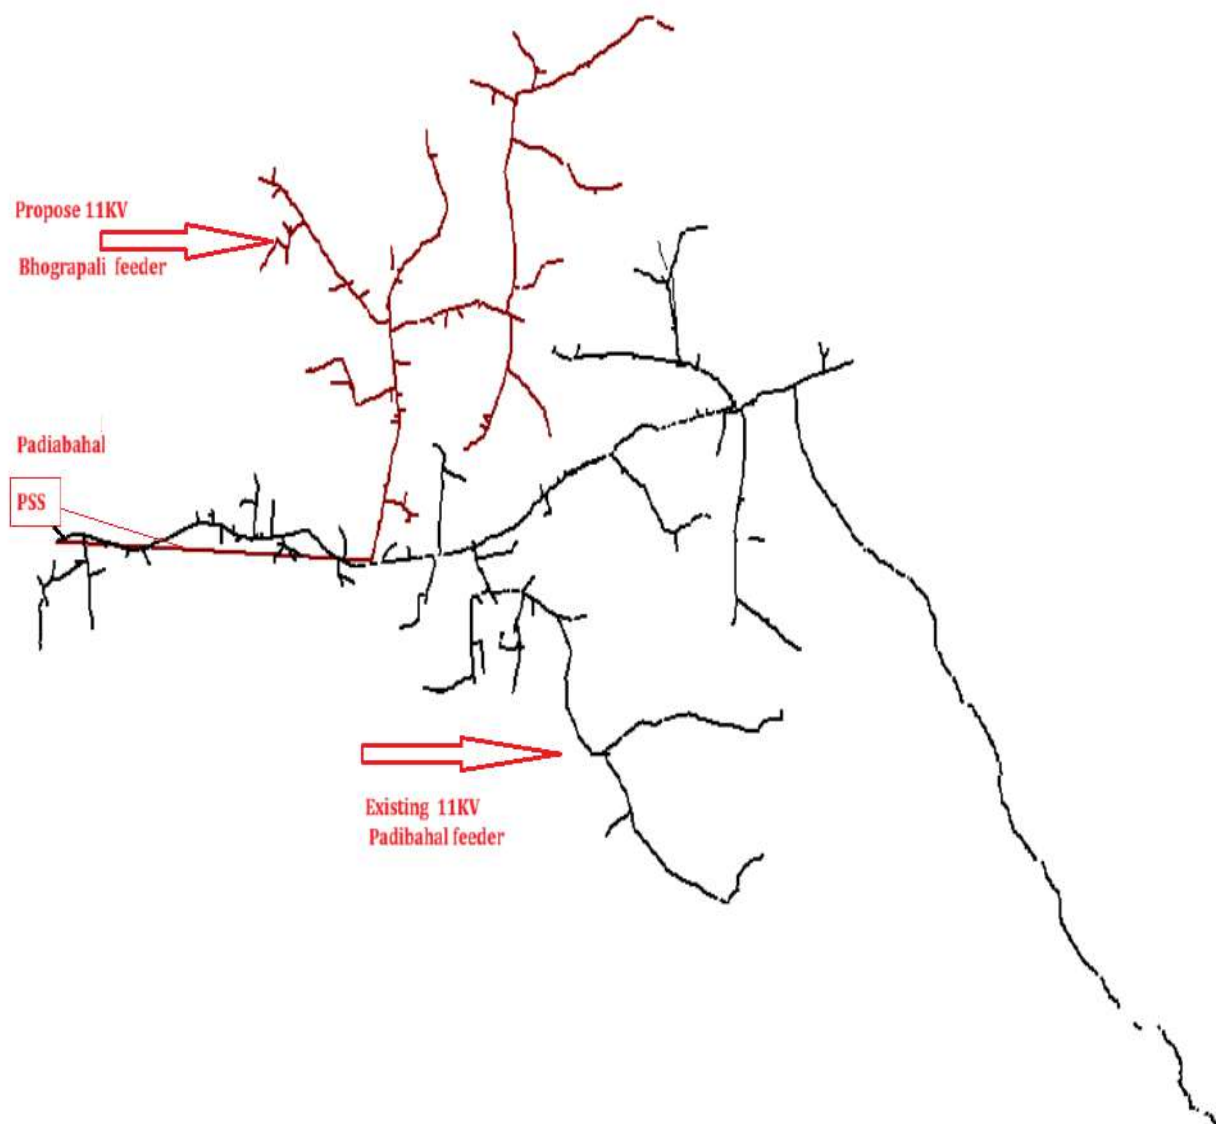 Propose 11KV
Bhograpali feeder
Padiabahal
PSS
Existing 11KV
Padibahal feeder